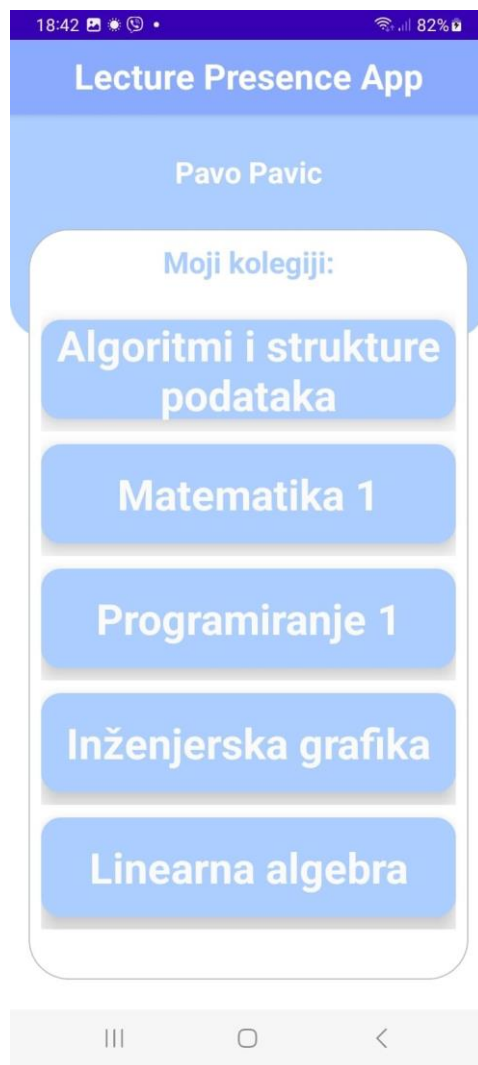 18:42
82%
Lecture Presence App
Pavo Pavic
Moji kolegiji:
Algoritmi i strukture
podataka
Matematika 1
Programiranje 1
Inženjerska grafika
Linearna algebra